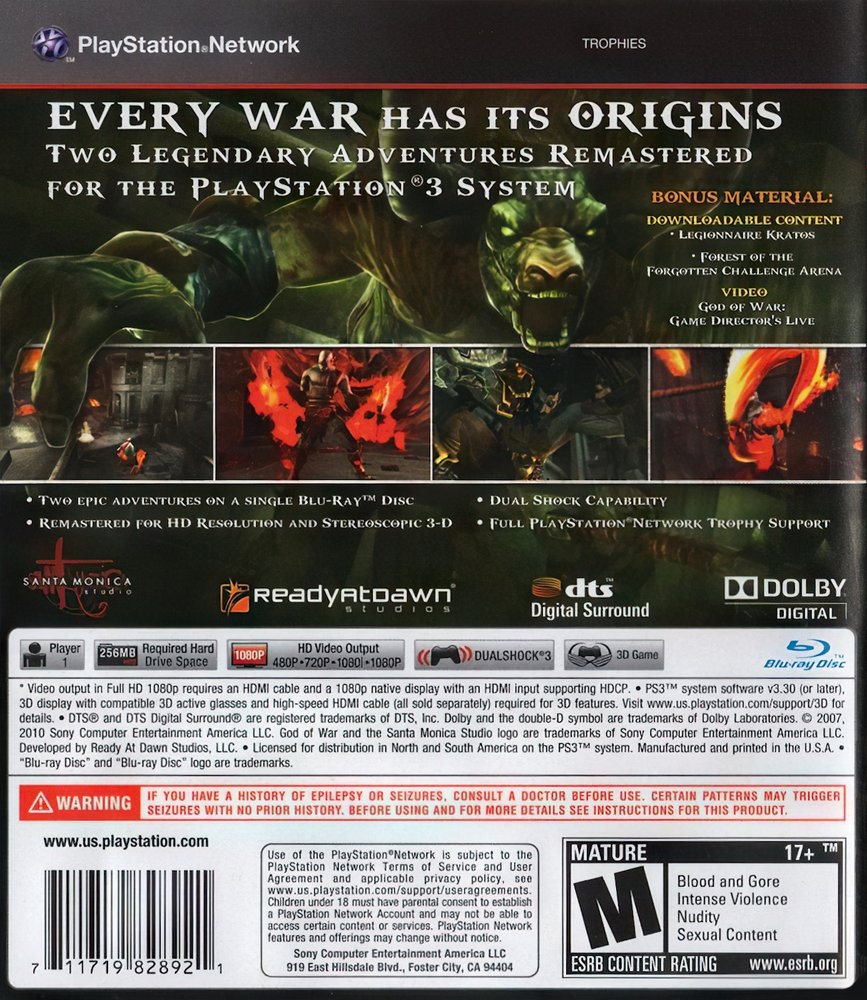 PlayStation®Network
TROPHIES
EVERY WAR HAS ITS ORIGINS
TWO LEGENDARY ADVENTURES REMASTERED
FOR THE PLAYSTATION®3 SYSTEM
BONUS MATERIAL:
DOWNLOADABLE CONTENT
• LEGIONNAIRE KRATOS
• FOREST OF THE
FORGOTTEN CHALLENGE ARENA
VIDEO
GOD OF WAR:
GAME DIRECTOR'S LIVE
• TWO EPIC ADVENTURES ON A SINGLE BLU-RAY™ DISC
• REMASTERED FOR HD RESOLUTION AND STEREOSCOPIC 3-D
• DUAL SHOCK CAPABILITY
• FULL PLAYSTATION®NETWORK TROPHY SUPPORT
SANTA MONICA
studio
READYATDAWN®
studios
dts
Digital Surround
DOLBY
DIGITAL
Player
1
256MB
Required Hard
Drive Space
1080P
HD Video Output
480P•720P•1080i•1080P
DUALSHOCK®3
3D Game
Blu-ray Disc™
* Video output in Full HD 1080p requires an HDMI cable and a 1080p native display with an HDMI input supporting HDCP. • PS3™ system software v3.30 (or later),
3D display with compatible 3D active glasses and high-speed HDMI cable (all sold separately) required for 3D features. Visit www.us.playstation.com/support/3D for
details. • DTS® and DTS Digital Surround® are registered trademarks of DTS, Inc. Dolby and the double-D symbol are trademarks of Dolby Laboratories. © 2007,
2010 Sony Computer Entertainment America LLC. God of War and the Santa Monica Studio logo are trademarks of Sony Computer Entertainment America LLC.
Developed by Ready At Dawn Studios, LLC. • Licensed for distribution in North and South America on the PS3™ system. Manufactured and printed in the U.S.A. •
"Blu-ray Disc" and "Blu-ray Disc" logo are trademarks.
WARNING
IF YOU HAVE A HISTORY OF EPILEPSY OR SEIZURES, CONSULT A DOCTOR BEFORE USE. CERTAIN PATTERNS MAY TRIGGER
SEIZURES WITH NO PRIOR HISTORY. BEFORE USING AND FOR MORE DETAILS SEE INSTRUCTIONS FOR THIS PRODUCT.
www.us.playstation.com
7 11719 82892 1
Use of the PlayStation®Network is subject to the
PlayStation Network Terms of Service and User
Agreement and applicable privacy policy, see
www.us.playstation.com/support/useragreements.
Children under 18 must have parental consent to establish
a PlayStation Network Account and may not be able to
access certain content or services. PlayStation Network
features and offerings may change without notice.
Sony Computer Entertainment America LLC
919 East Hillsdale Blvd., Foster City, CA 94404
MATURE 17+ ™
M
Blood and Gore
Intense Violence
Nudity
Sexual Content
ESRB CONTENT RATING www.esrb.org